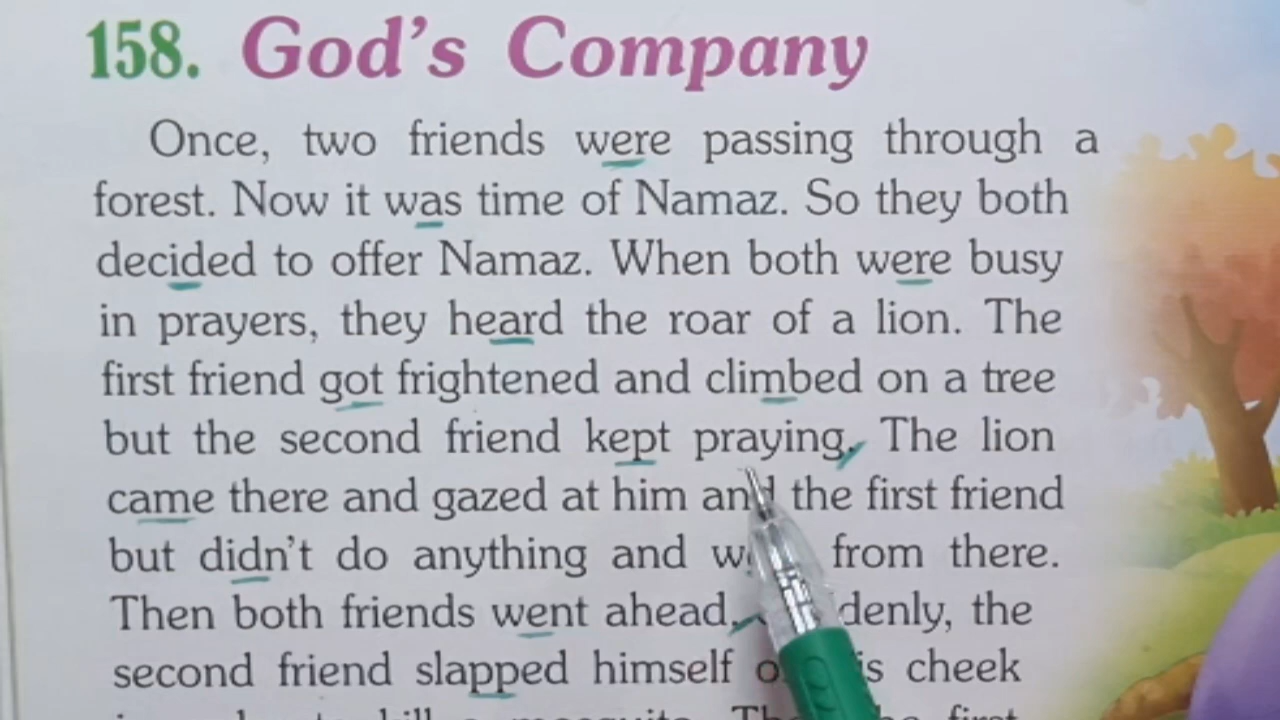 158. God's Company
Once, two friends were passing through a
forest. Now it was time of Namaz. So they both
decided to offer Namaz. When both were busy
in prayers, they heard the roar of a lion. The
first friend got frightened and climbed on a tree
but the second friend kept praying. The lion
came there and gazed at him and the first friend
but didn't do anything and from there.
Then both friends went ahead. the
second friend slapped himself cheek